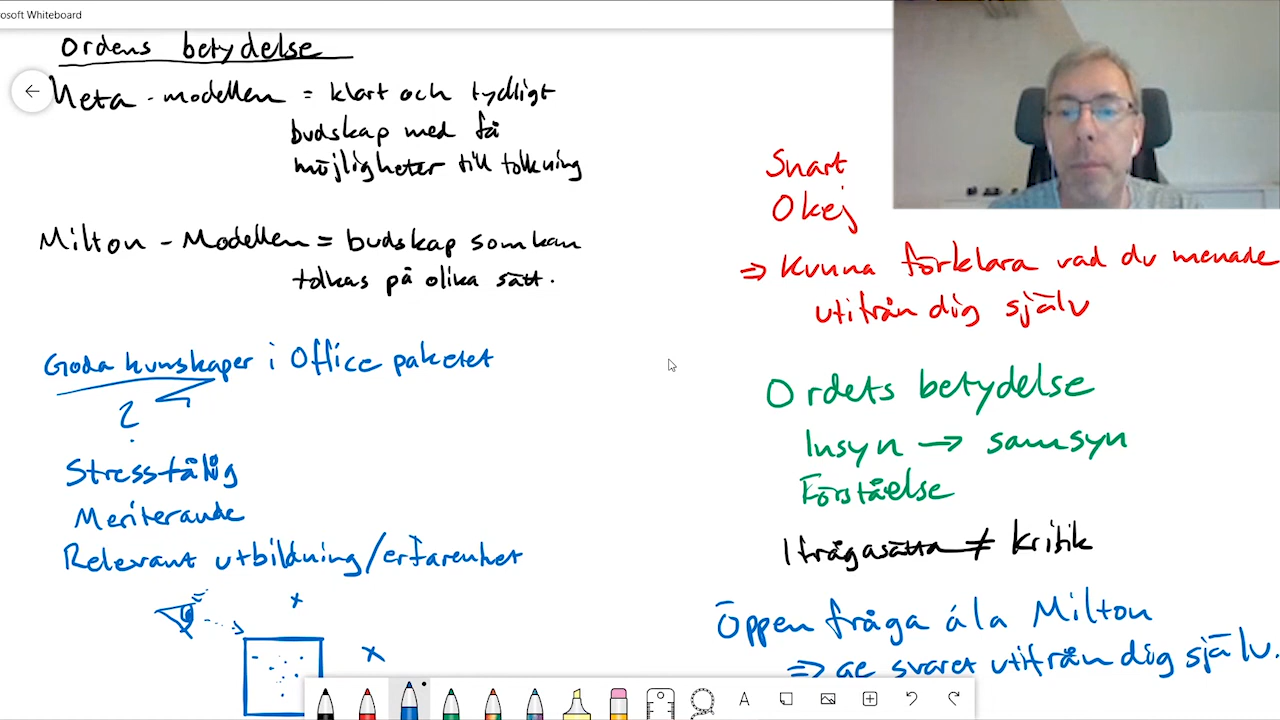 osoft Whiteboard
Ordens betydelse
Meta - modellen = klart och tydligt
budskap med få
möjligheter till tolkning
Milton - Modellen = budskap som kan
tolkas på olika sätt.
Goda kunskaper i Office paketet
?
Stresstålig
Meriterande
Relevant utbildning/erfarenhet
x
x
Snart
Okej
⇒ Kunna förklara vad du menade
utifrån dig själv
Ordets betydelse
Insyn → samsyn
Förståelse
Ifrågasätta ≠ kritik
Öppen fråga ála Milton
⇒ ge svaret utifrån dig själv.
A